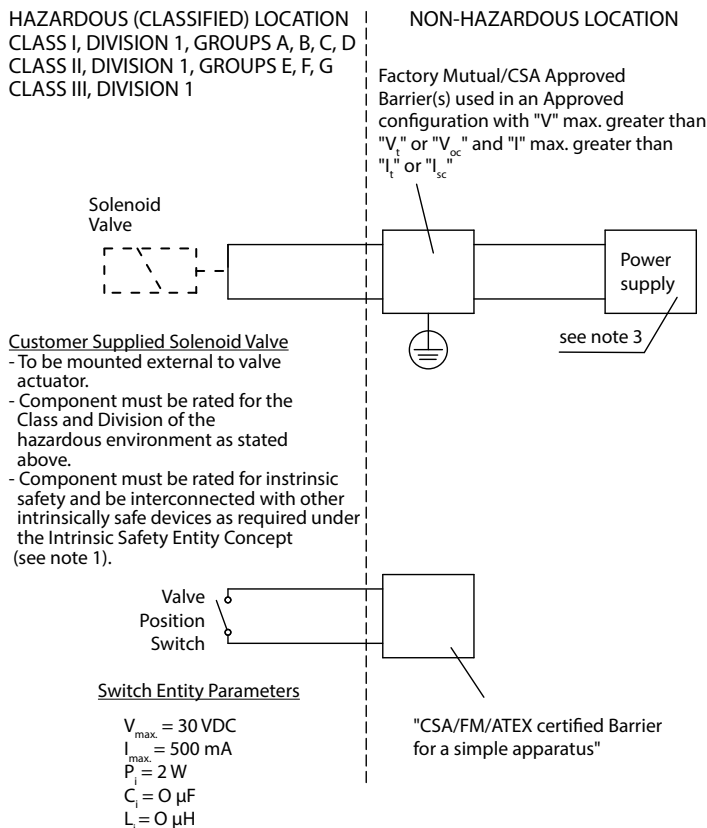 HAZARDOUS (CLASSIFIED) LOCATION
CLASS I, DIVISION 1, GROUPS A, B, C, D
CLASS II, DIVISION 1, GROUPS E, F, G
CLASS III, DIVISION 1
NON-HAZARDOUS LOCATION
Factory Mutual/CSA Approved
Barrier(s) used in an Approved
configuration with "V" max. greater than
"Vt" or "Voc" and "I" max. greater than
"It" or "Isc"
Solenoid
Valve
Power
supply
see note 3
Customer Supplied Solenoid Valve
- To be mounted external to valve
actuator.
- Component must be rated for the
Class and Division of the
hazardous environment as stated
above.
- Component must be rated for instrinsic
safety and be interconnected with other
intrinsically safe devices as required under
the Intrinsic Safety Entity Concept
(see note 1).
Valve
Position
Switch
Switch Entity Parameters
Vmax. = 30 VDC
Imax. = 500 mA
Pi = 2 W
Ci = O µF
Li = O µH
"CSA/FM/ATEX certified Barrier
for a simple apparatus"